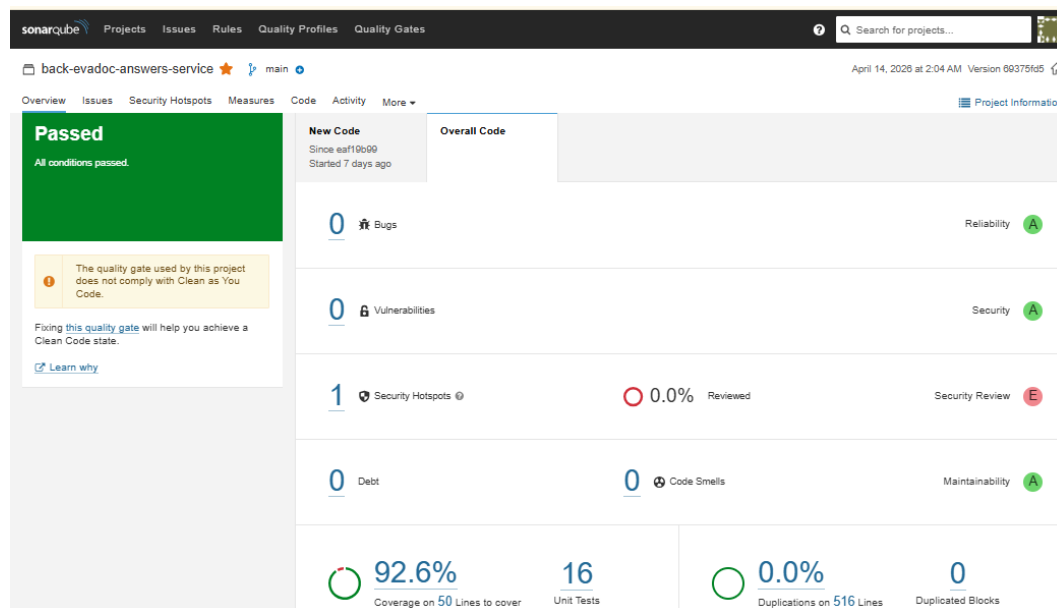 sonarqube Projects Issues Rules Quality Profiles Quality Gates ? Search for projects...
back-evadoc-answers-service main April 14, 2026 at 2:04 AM Version 69375fd5
Overview Issues Security Hotspots Measures Code Activity More Project Informatio
Passed
All conditions passed.
The quality gate used by this project
does not comply with Clean as You
Code.
Fixing this quality gate will help you achieve a
Clean Code state.
Learn why
New Code
Since eaf19b99
Started 7 days ago
Overall Code
0 Bugs Reliability A
0 Vulnerabilities Security A
1 Security Hotspots ? 0.0% Reviewed Security Review E
0 Debt 0 Code Smells Maintainability A
92.6% 16 0.0% 0
Coverage on 50 Lines to cover Unit Tests Duplications on 516 Lines Duplicated Blocks